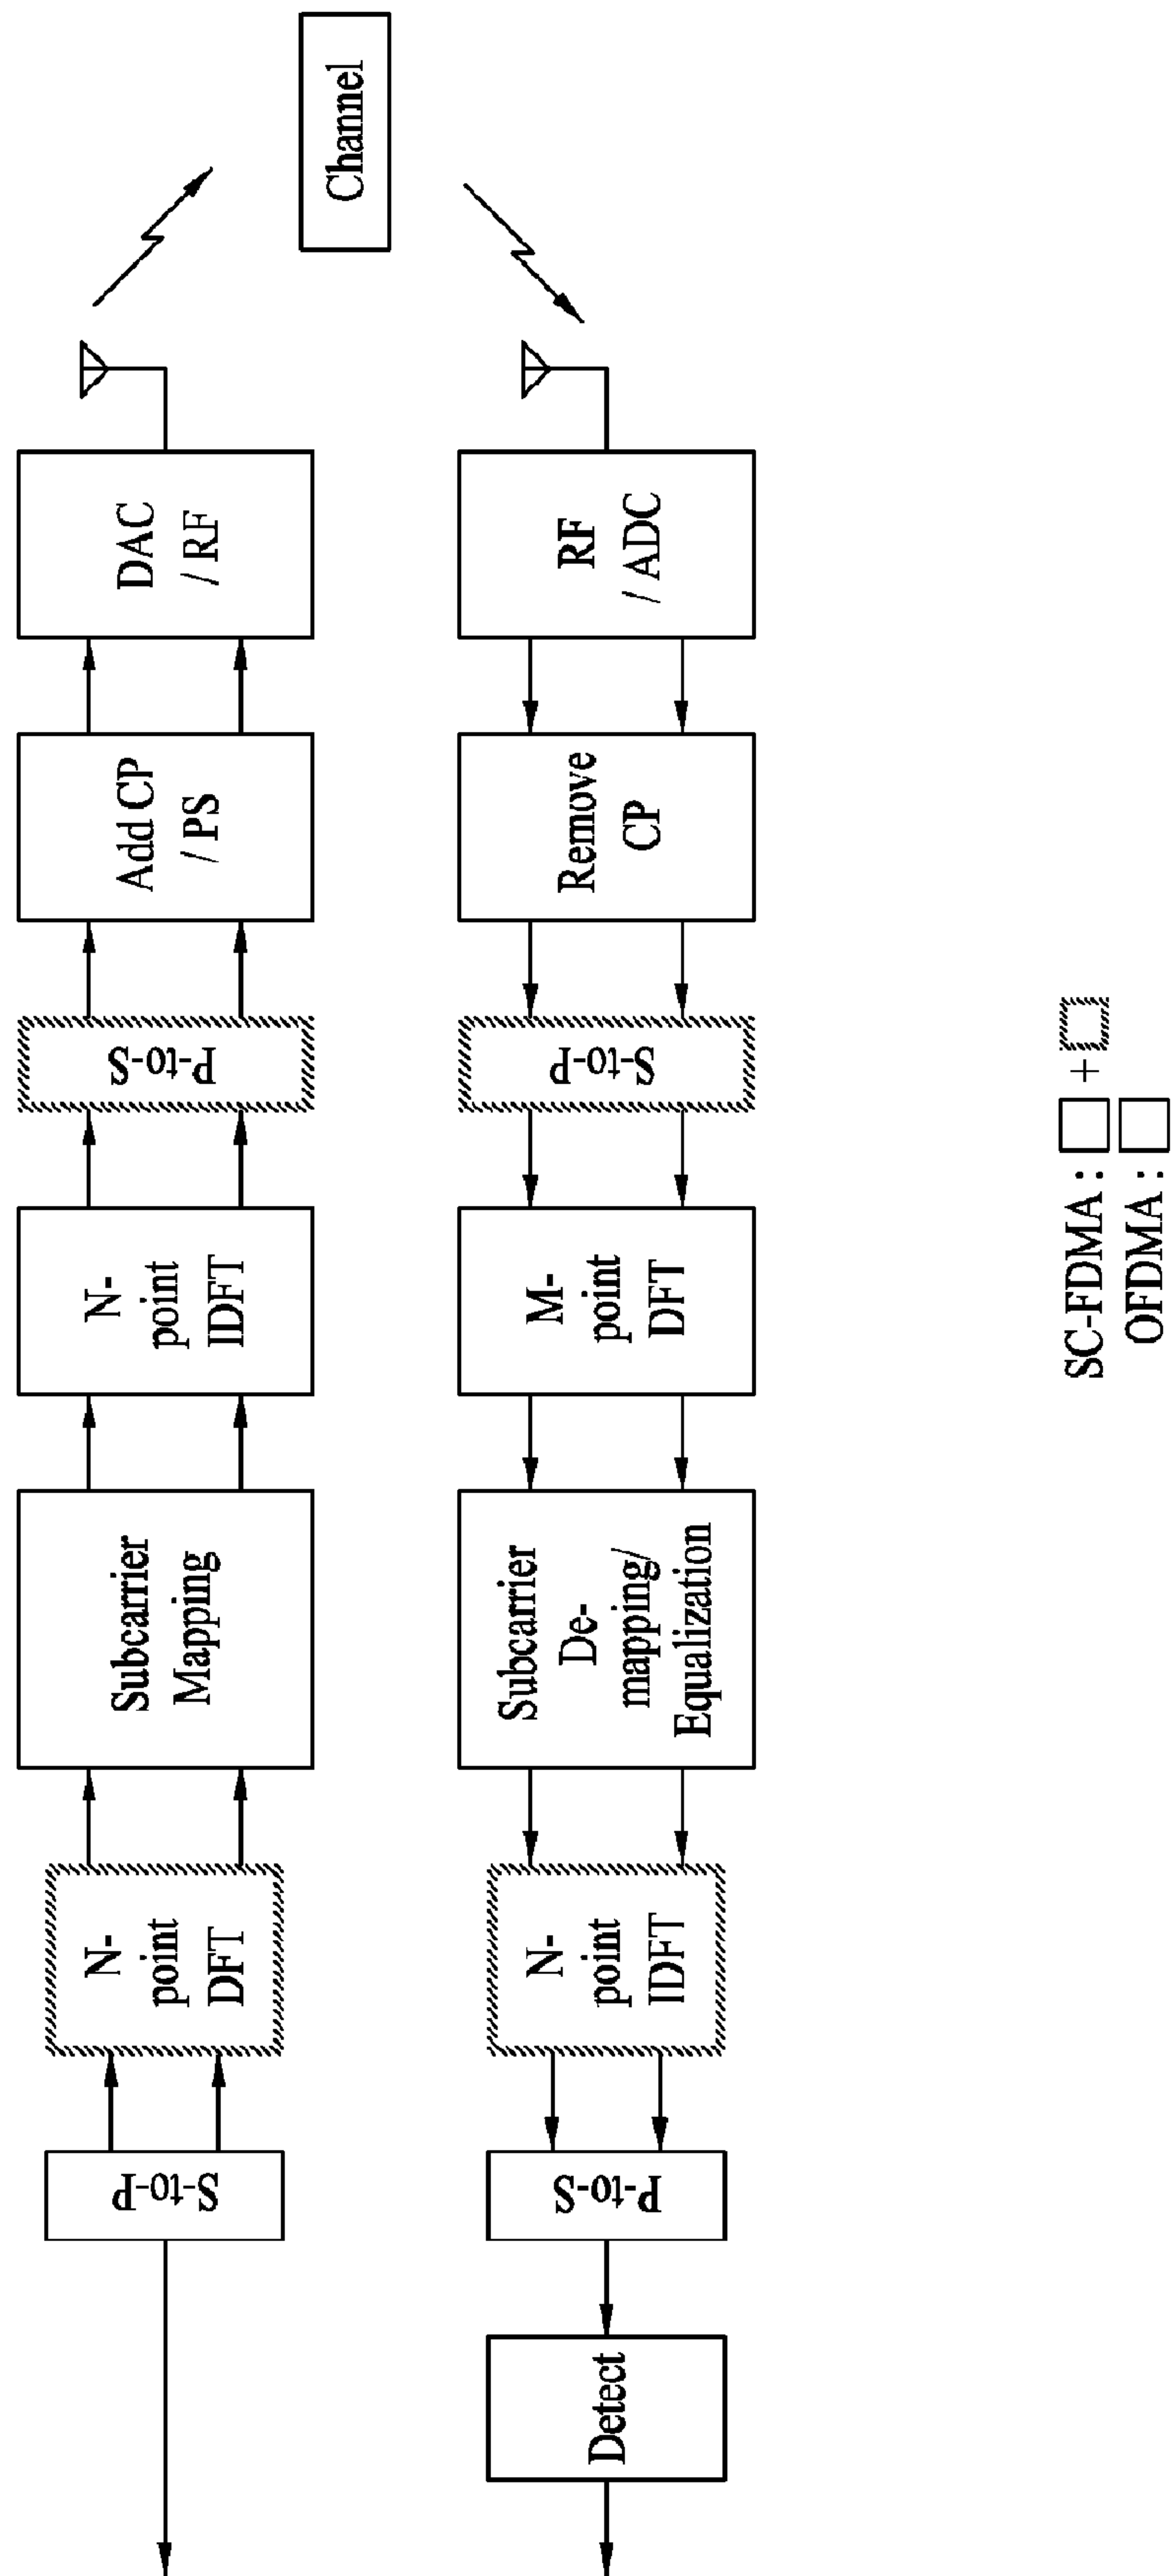 S-to-P
N-
point
DFT
Subcarrier
Mapping
N-
point
IDFT
P-to-S
Add CP
/ PS
DAC
/ RF
Channel
Detect
P-to-S
N-
point
IDFT
Subcarrier
De-
mapping/
Equalization
M-
point
DFT
S-to-P
Remove
CP
RF
/ ADC
SC-FDMA : +
OFDMA :